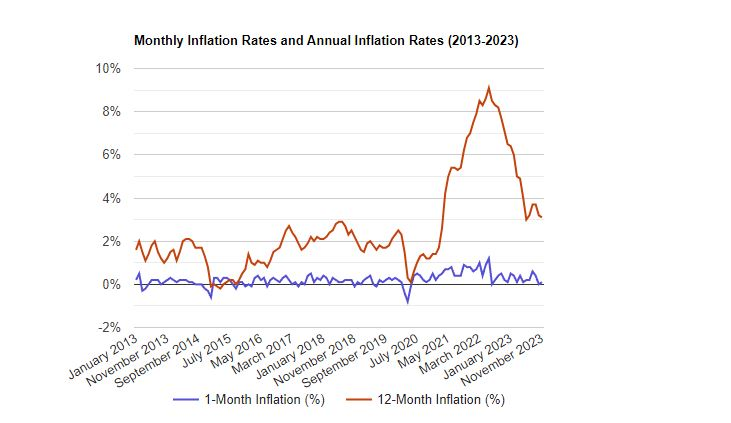 Monthly Inflation Rates and Annual Inflation Rates (2013-2023)
10%
8%
6%
4%
2%
0%
-2%
January 2013
November 2013
September 2014
July 2015
May 2016
March 2017
January 2018
November 2018
September 2019
July 2020
May 2021
March 2022
January 2023
November 2023
1-Month Inflation (%)
12-Month Inflation (%)